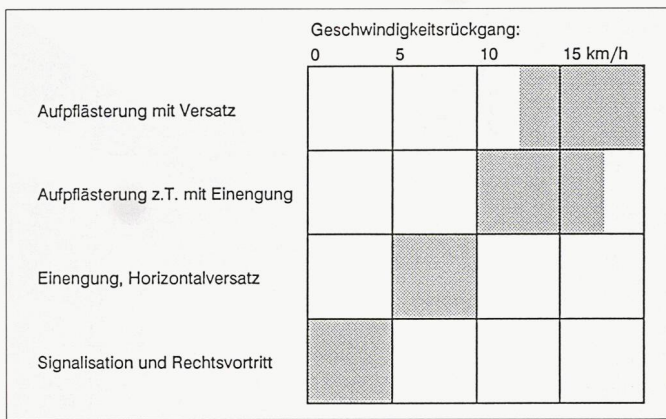 Geschwindigkeitsrückgang:
0 5 10 15 km/h
Aufpflästerung mit Versatz
Aufpflästerung z.T. mit Einengung
Einengung, Horizontalversatz
Signalisation und Rechtsvortritt